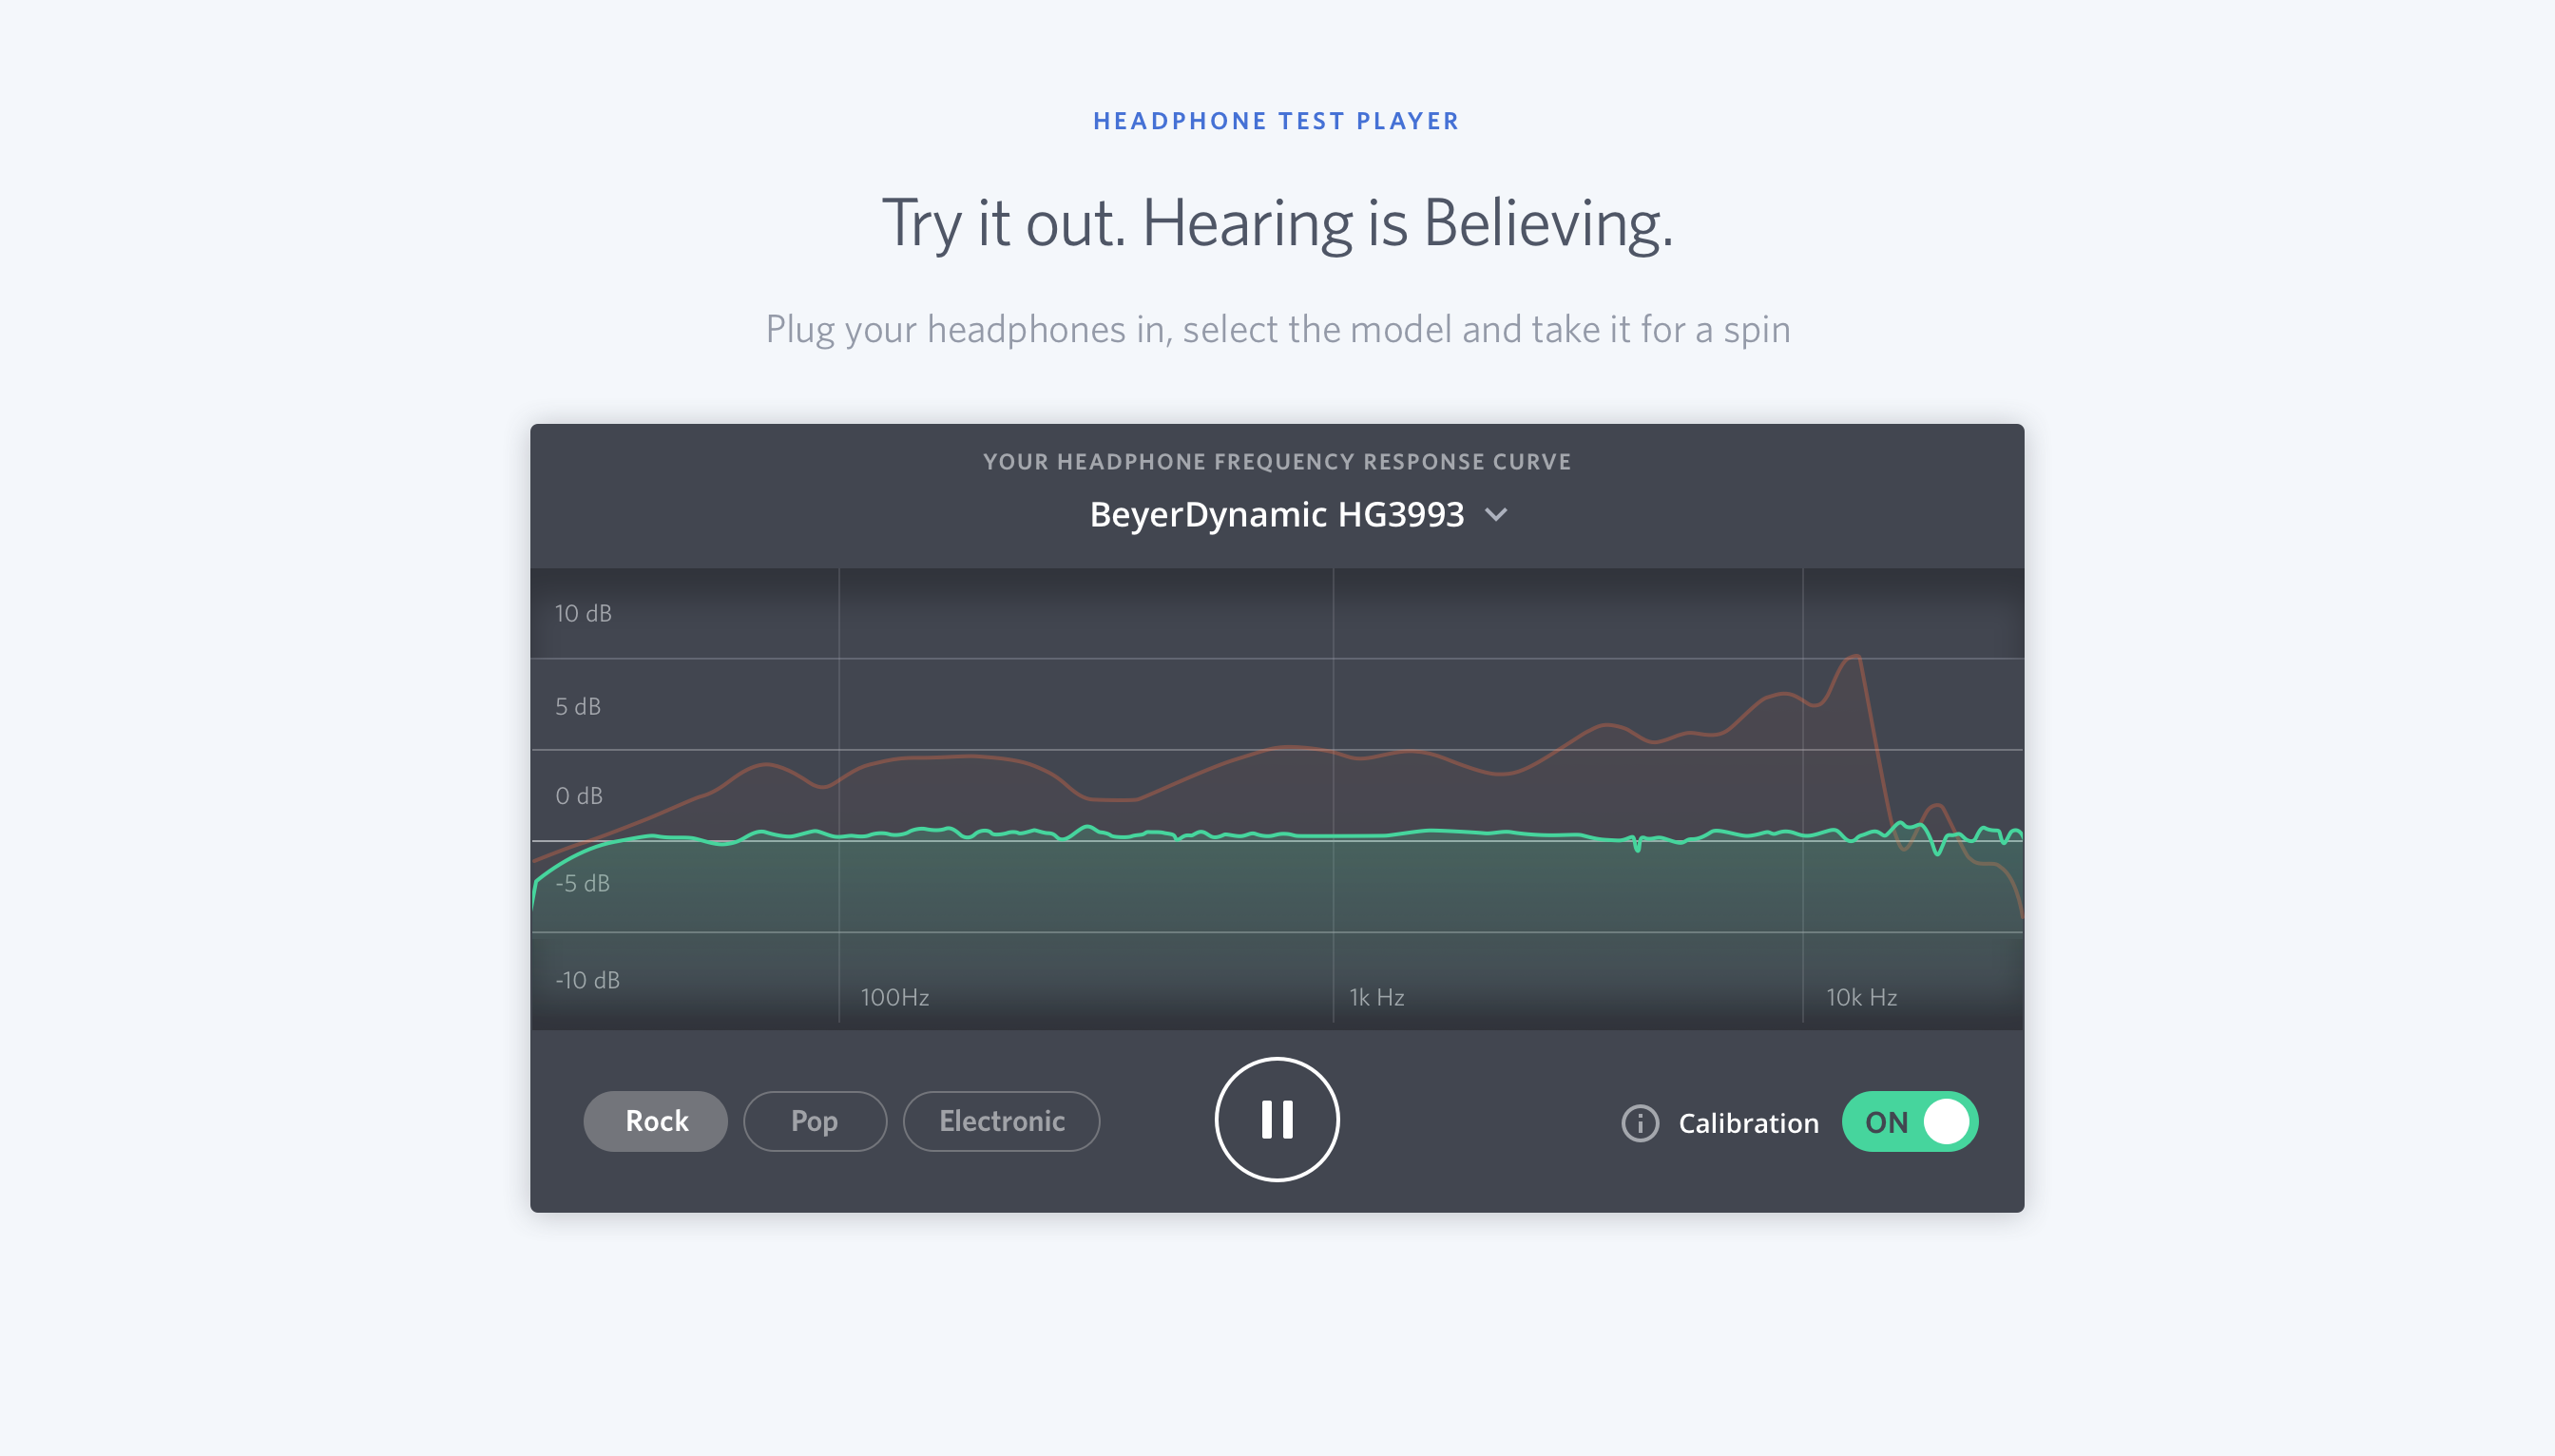 HEADPHONE TEST PLAYER
Try it out. Hearing is Believing.
Plug your headphones in, select the model and take it for a spin
YOUR HEADPHONE FREQUENCY RESPONSE CURVE
BeyerDynamic HG3993
10 dB
5 dB
0 dB
-5 dB
-10 dB
100Hz
1k Hz
10k Hz
Rock
Pop
Electronic
Calibration
ON